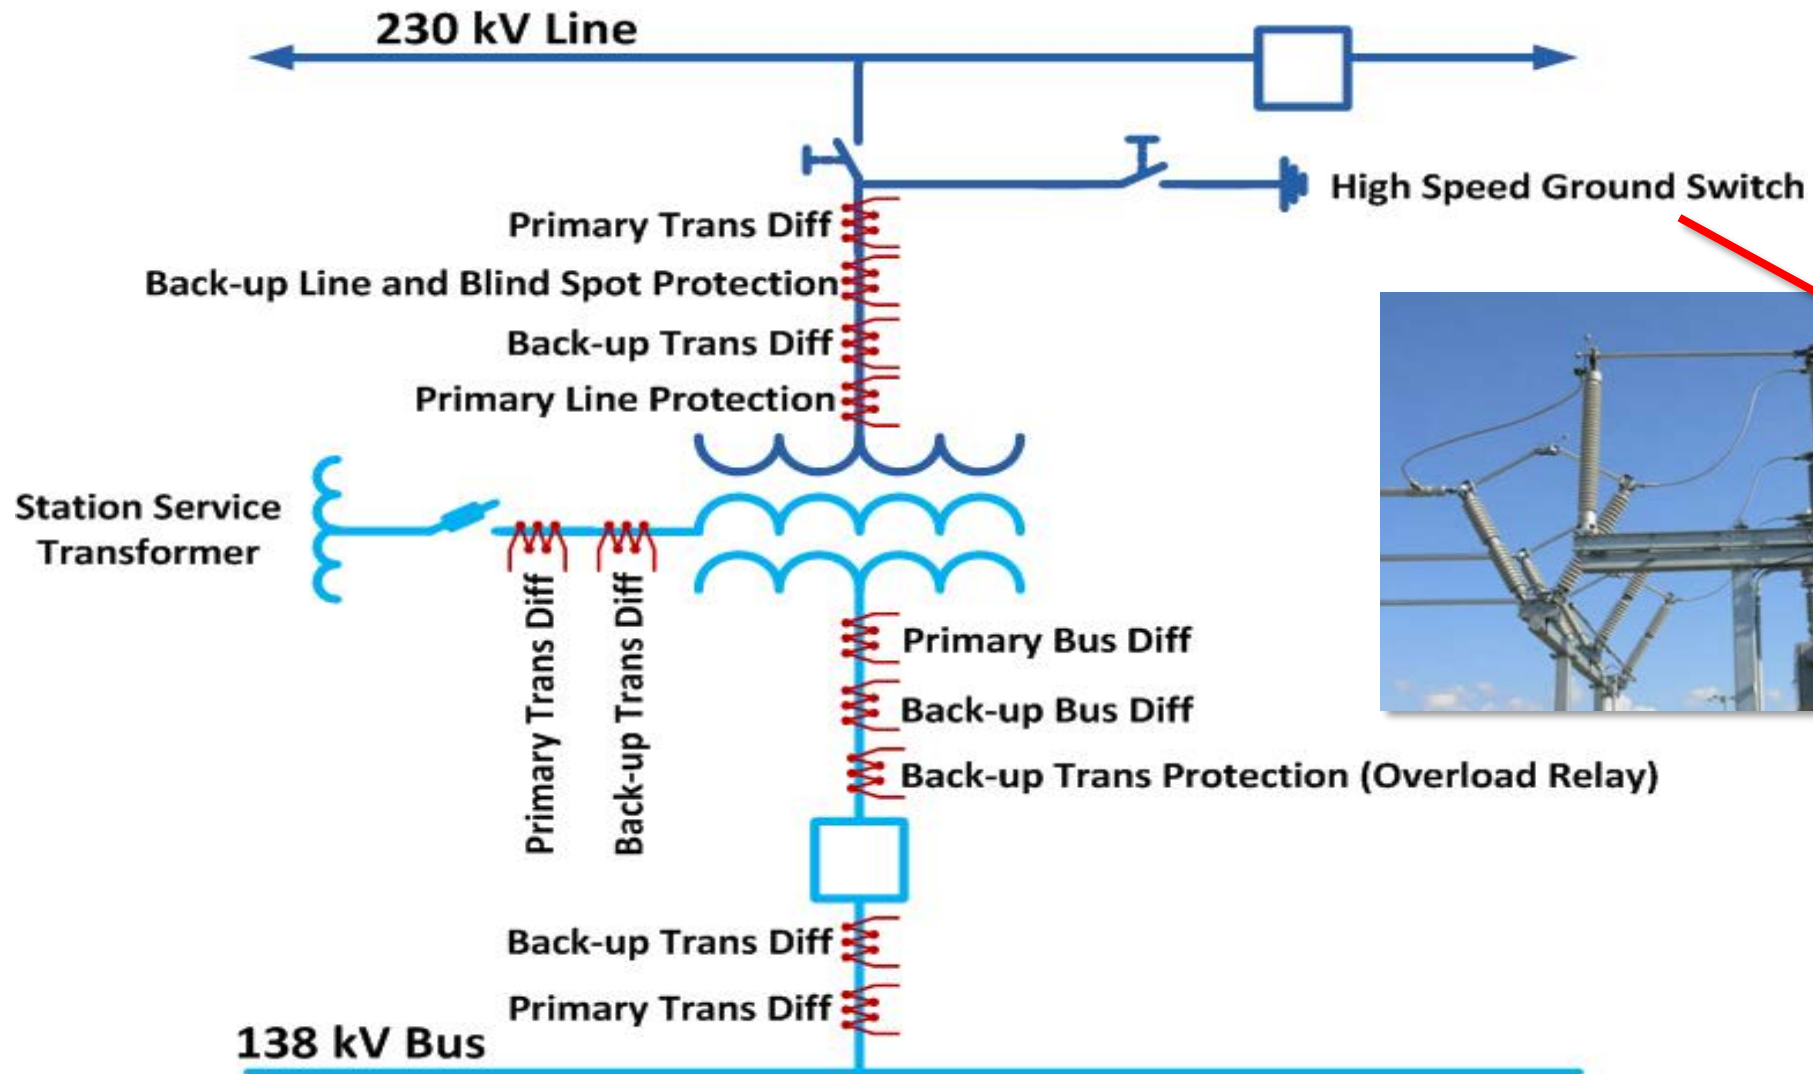 230 kV Line
High Speed Ground Switch
Primary Trans Diff
Back-up Line and Blind Spot Protection
Back-up Trans Diff
Primary Line Protection
Station Service
Transformer
Primary Trans Diff
Back-up Trans Diff
Primary Bus Diff
Back-up Bus Diff
Back-up Trans Protection (Overload Relay)
Back-up Trans Diff
Primary Trans Diff
138 kV Bus